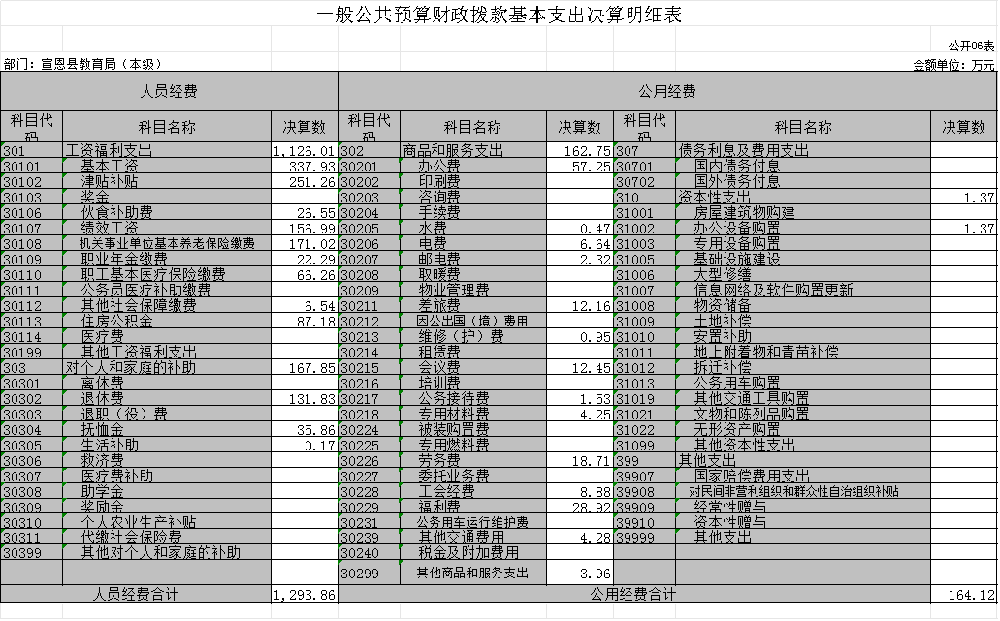 一般公共预算财政拨款基本支出决算明细表
公开06表
部门：宣恩县教育局（本级） 金额单位：万元
人员经费 公用经费
科目代码 科目名称 决算数 科目代码 科目名称 决算数 科目代码 科目名称 决算数
301 工资福利支出 1,126.01 302 商品和服务支出 162.75 307 债务利息及费用支出
30101 基本工资 337.93 30201 办公费 57.25 30701 国内债务付息
30102 津贴补贴 251.26 30202 印刷费 30702 国外债务付息
30103 奖金 30203 咨询费 310 资本性支出 1.37
30106 伙食补助费 26.55 30204 手续费 31001 房屋建筑物购建
30107 绩效工资 156.99 30205 水费 0.47 31002 办公设备购置 1.37
30108 机关事业单位基本养老保险缴费 171.02 30206 电费 6.64 31003 专用设备购置
30109 职业年金缴费 22.29 30207 邮电费 2.32 31005 基础设施建设
30110 职工基本医疗保险缴费 66.26 30208 取暖费 31006 大型修缮
30111 公务员医疗补助缴费 30209 物业管理费 31007 信息网络及软件购置更新
30112 其他社会保障缴费 6.54 30211 差旅费 12.16 31008 物资储备
30113 住房公积金 87.18 30212 因公出国（境）费用 31009 土地补偿
30114 医疗费 30213 维修（护）费 0.95 31010 安置补助
30199 其他工资福利支出 30214 租赁费 31011 地上附着物和青苗补偿
303 对个人和家庭的补助 167.85 30215 会议费 12.45 31012 拆迁补偿
30301 离休费 30216 培训费 31013 公务用车购置
30302 退休费 131.83 30217 公务接待费 1.53 31019 其他交通工具购置
30303 退职（役）费 30218 专用材料费 4.25 31021 文物和陈列品购置
30304 抚恤金 35.86 30224 被装购置费 31022 无形资产购置
30305 生活补助 0.17 30225 专用燃料费 31099 其他资本性支出
30306 救济费 30226 劳务费 18.71 399 其他支出
30307 医疗费补助 30227 委托业务费 39907 国家赔偿费用支出
30308 助学金 30228 工会经费 8.88 39908 对民间非营利组织和群众性自治组织补贴
30309 奖励金 30229 福利费 28.92 39909 经常性赠与
30310 个人农业生产补贴 30231 公务用车运行维护费 39910 资本性赠与
30311 代缴社会保险费 30239 其他交通费用 4.28 39999 其他支出
30399 其他对个人和家庭的补助 30240 税金及附加费用
30299 其他商品和服务支出 3.96
人员经费合计 1,293.86 公用经费合计 164.12